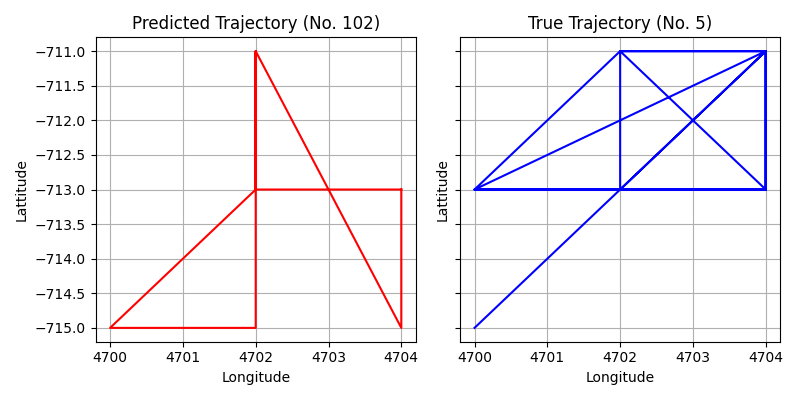 Predicted Trajectory (No. 102)
True Trajectory (No. 5)
Lattitude
−711.0
−711.5
−712.0
−712.5
−713.0
−713.5
−714.0
−714.5
−715.0
4700 4701 4702 4703 4704
Longitude
Lattitude
4700 4701 4702 4703 4704
Longitude